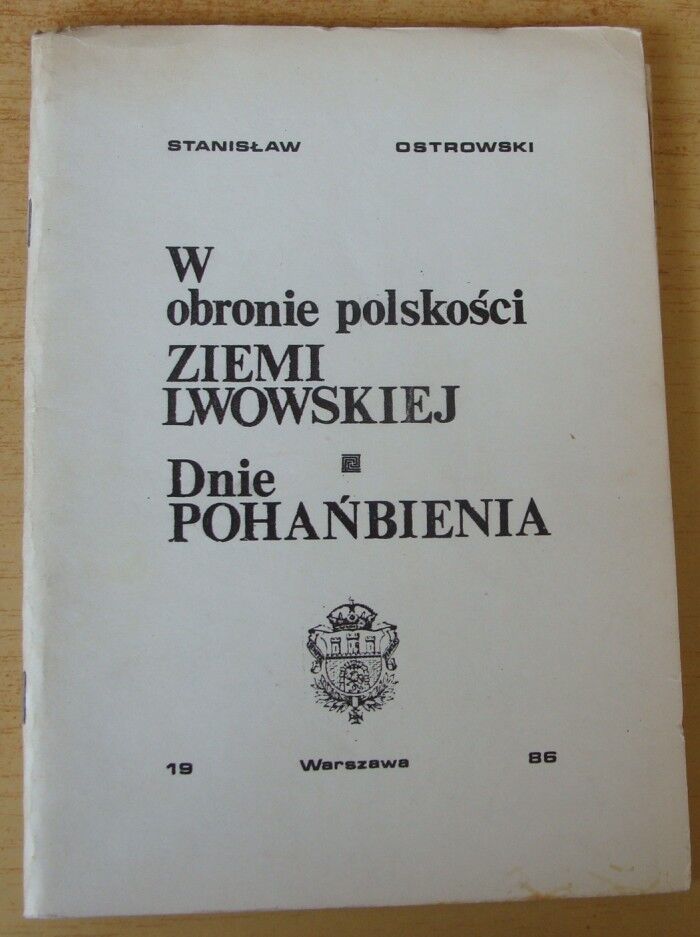 STANISŁAW OSTROWSKI
W
obronie polskości
ZIEMI
LWOWSKIEJ
Dnie
POHAŃBIENIA
19 Warszawa 86